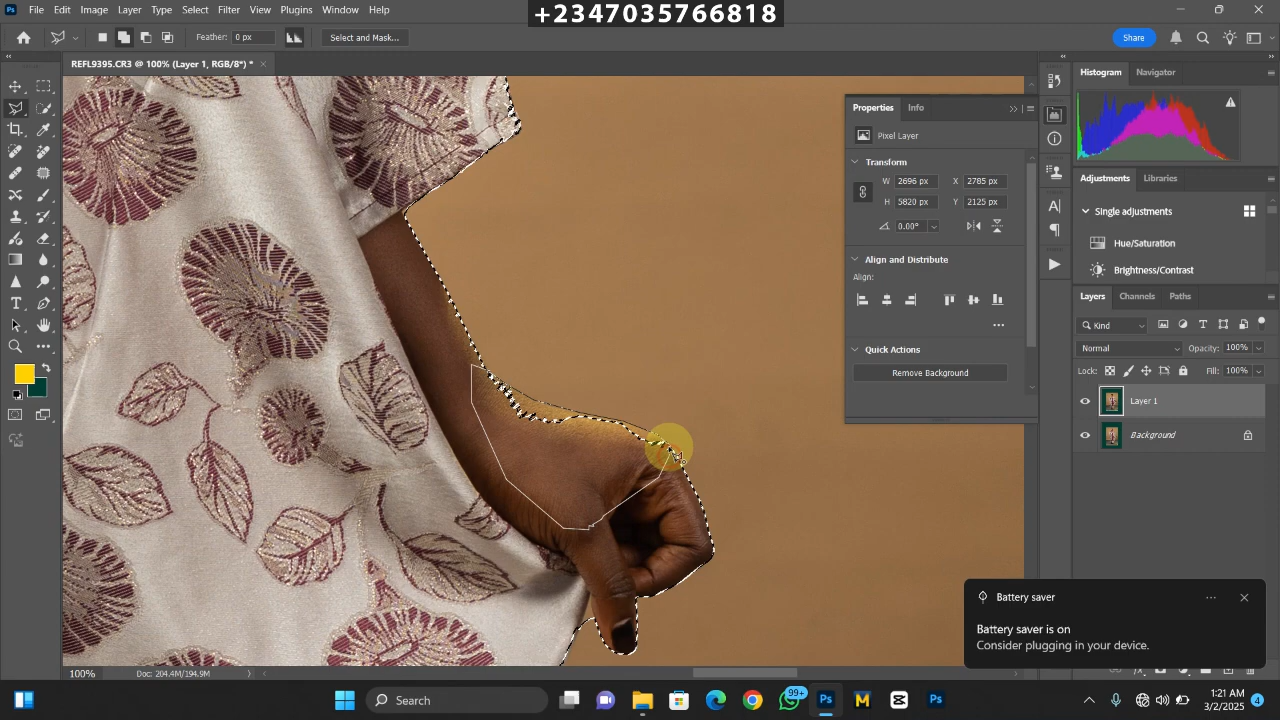 +2347035766818
File Edit Image Layer Type Select Filter View Plugins Window Help
Feather: 0 px Select and Mask... Share
REFL9395.CR3 @ 100% (Layer 1, RGB/8*) *
Histogram Navigator
Properties Info
Pixel Layer
Transform
W 2696 px X 2785 px
H 5820 px Y 2125 px
0.00°
Align and Distribute
Align:
Quick Actions
Remove Background
Adjustments Libraries
Single adjustments
Hue/Saturation
Brightness/Contrast
Layers Channels Paths
Kind
Normal Opacity: 100%
Lock: Fill: 100%
Layer 1
Background
Battery saver
Battery saver is on
Consider plugging in your device.
100% Doc: 204.4M/194.9M
Search
99+
1:21 AM
3/2/2025
4